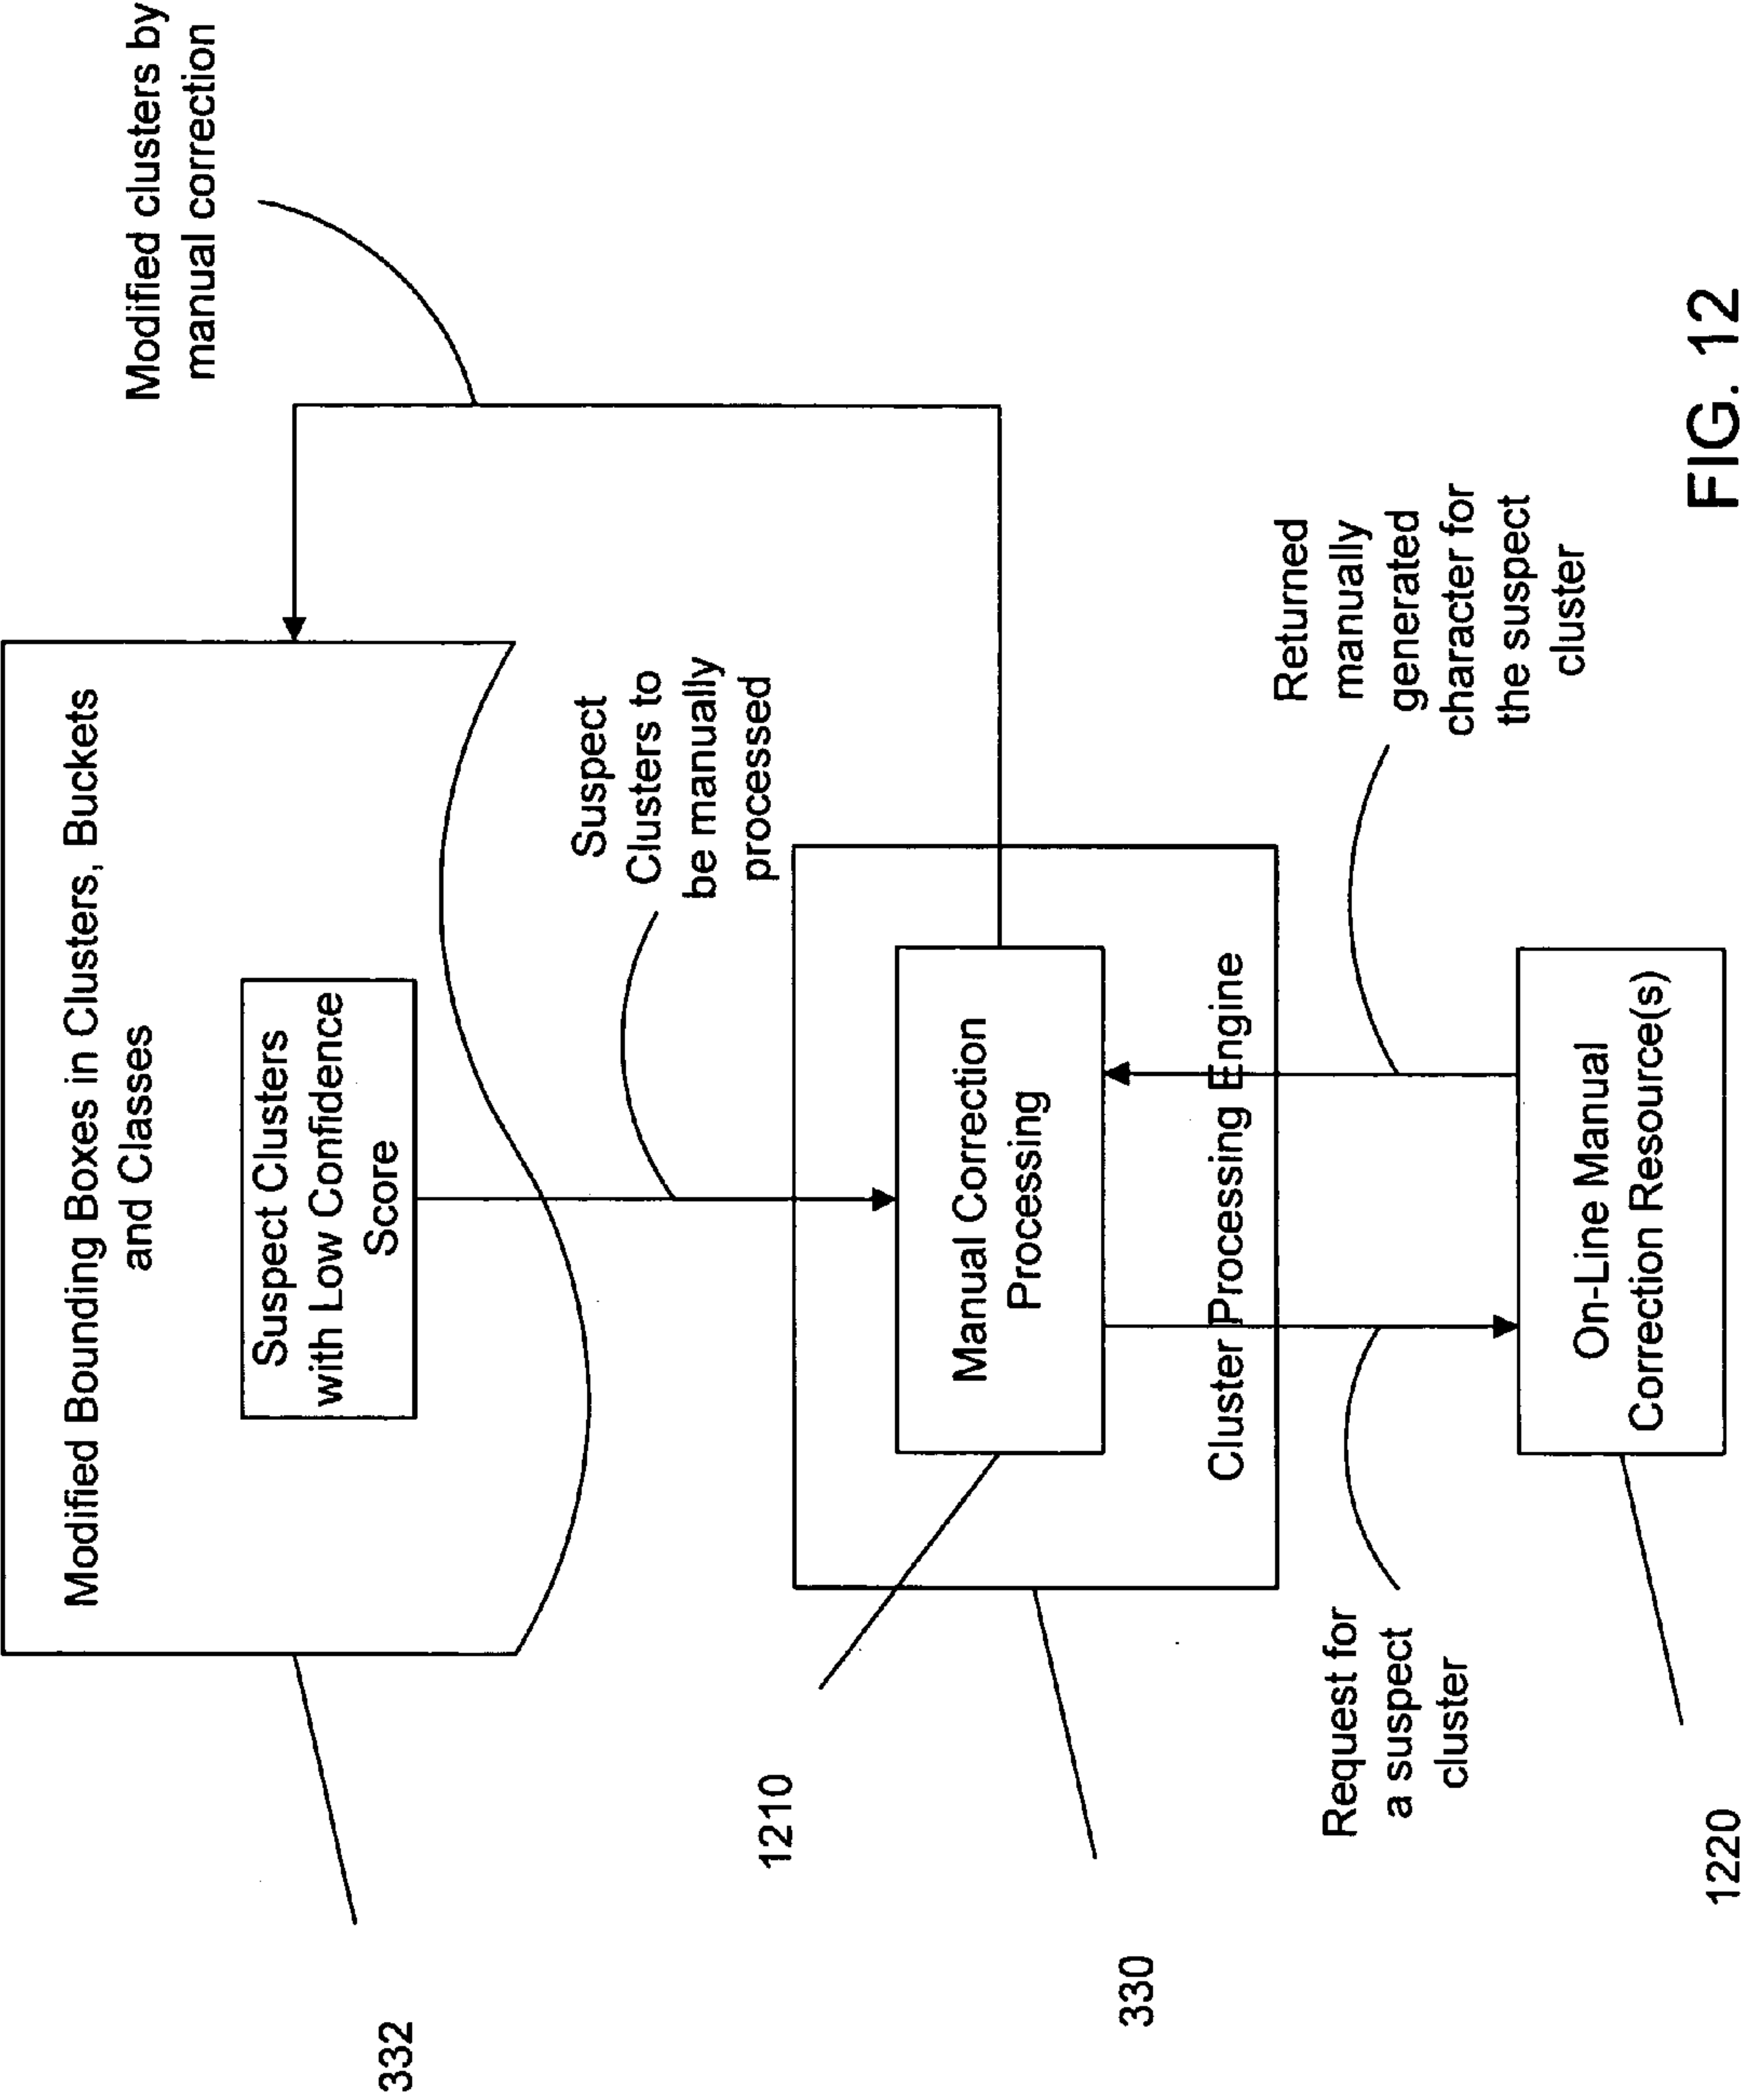 Modified Bounding Boxes in Clusters, Buckets
and Classes
Suspect Clusters
with Low Confidence
Score
332
Modified clusters by
manual correction
Suspect
Clusters to
be manually
processed
1210
Manual Correction
Processing
Cluster Processing Engine
330
Request for
a suspect
cluster
Returned
manually
generated
character for
the suspect
cluster
On-Line Manual
Correction Resource(s)
1220
FIG. 12